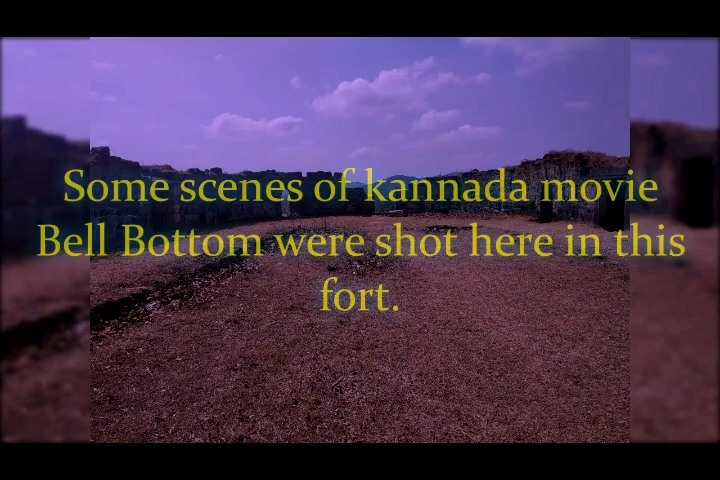 Some scenes of kannada movie
Bell Bottom were shot here in this
fort.